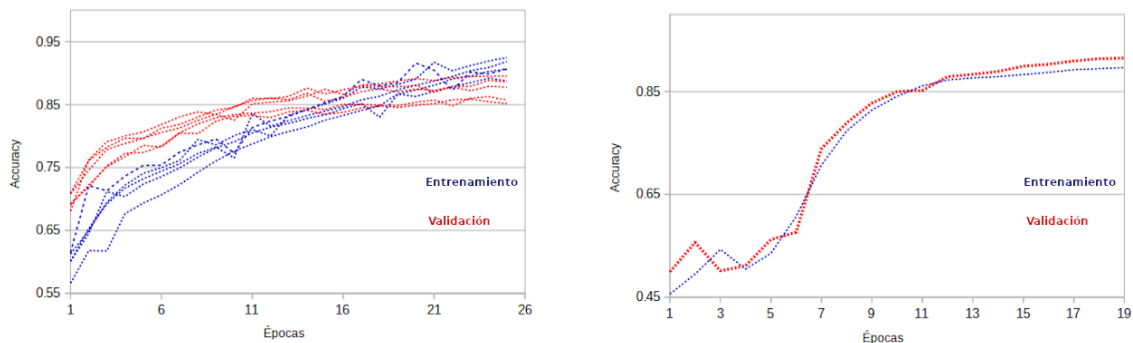 0.95
0.85
0.75
0.65
0.55
Accuracy
1 6 11 16 21 26
Épocas
Entrenamiento
Validación
0.85
0.65
0.45
Accuracy
1 3 5 7 9 11 13 15 17 19
Épocas
Entrenamiento
Validación